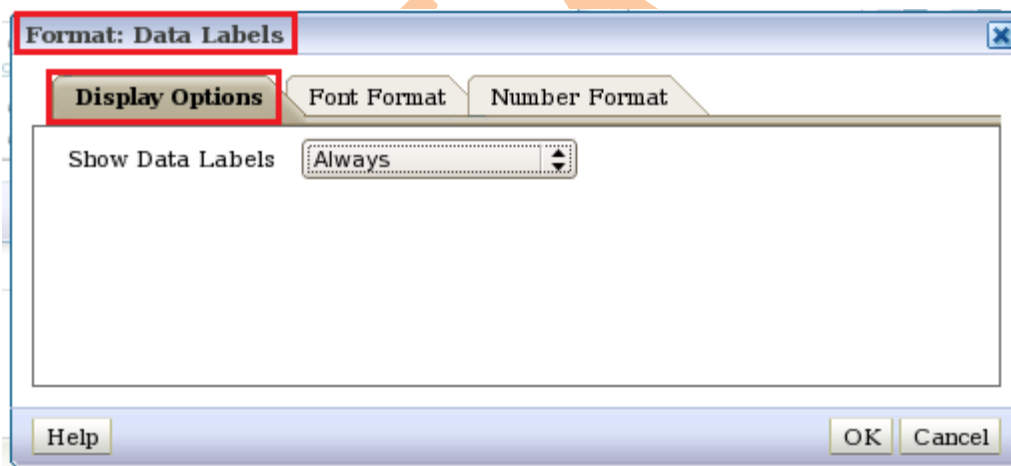 Format: Data Labels
Display Options Font Format Number Format
Show Data Labels Always
Help OK Cancel